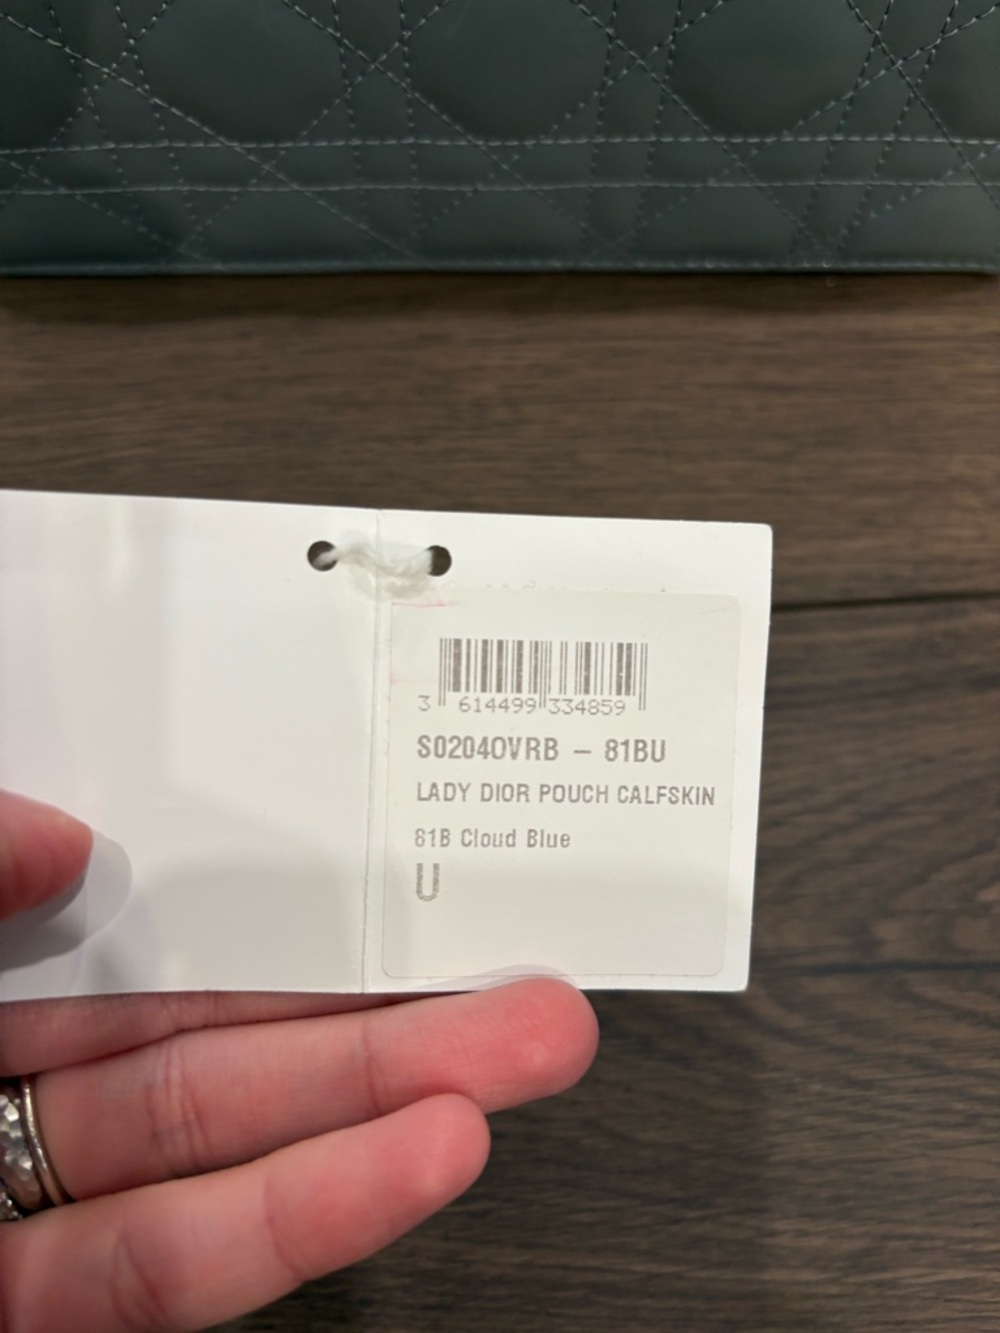 3 614499 334859
S0204OVRB – 81BU
LADY DIOR POUCH CALFSKIN
81B Cloud Blue
U